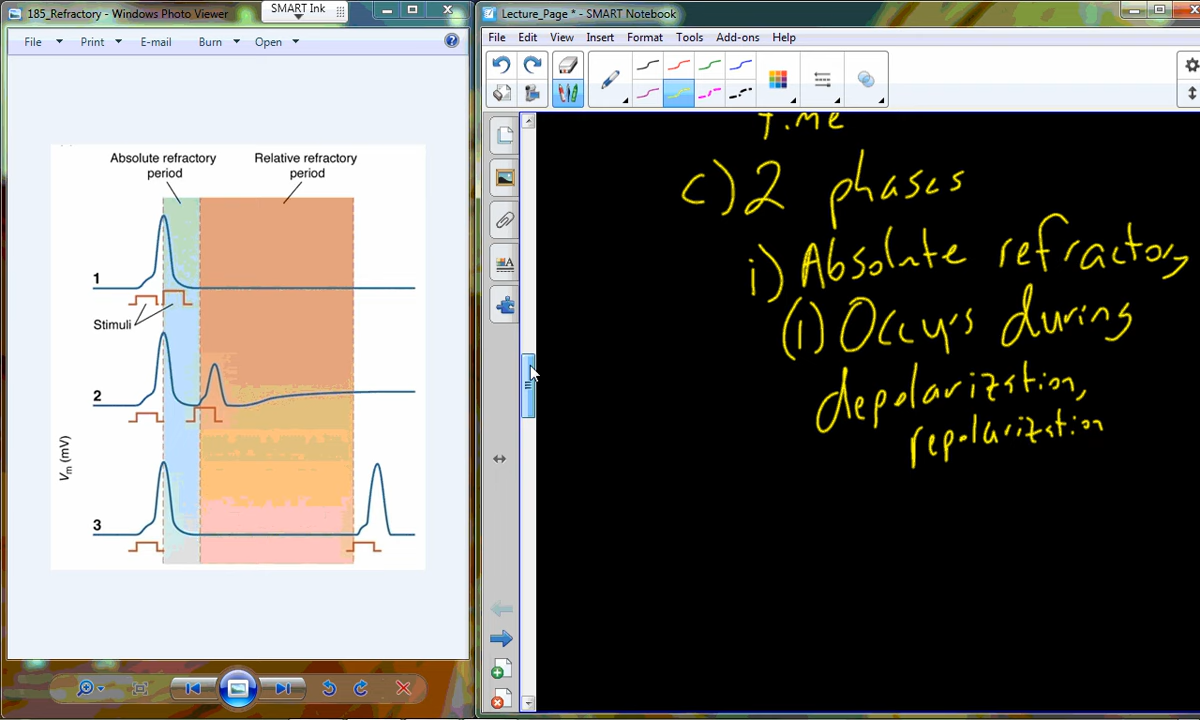 185_Refractory - Windows Photo Viewer
SMART Ink
File Print E-mail Burn Open
Absolute refractory period
Relative refractory period
1
Stimuli
2
Vm (mV)
3
Lecture_Page * - SMART Notebook
File Edit View Insert Format Tools Add-ons Help
Time
c) 2 phases
i) Absolute refractory
(1) Occurs during
depolarization,
repolarization